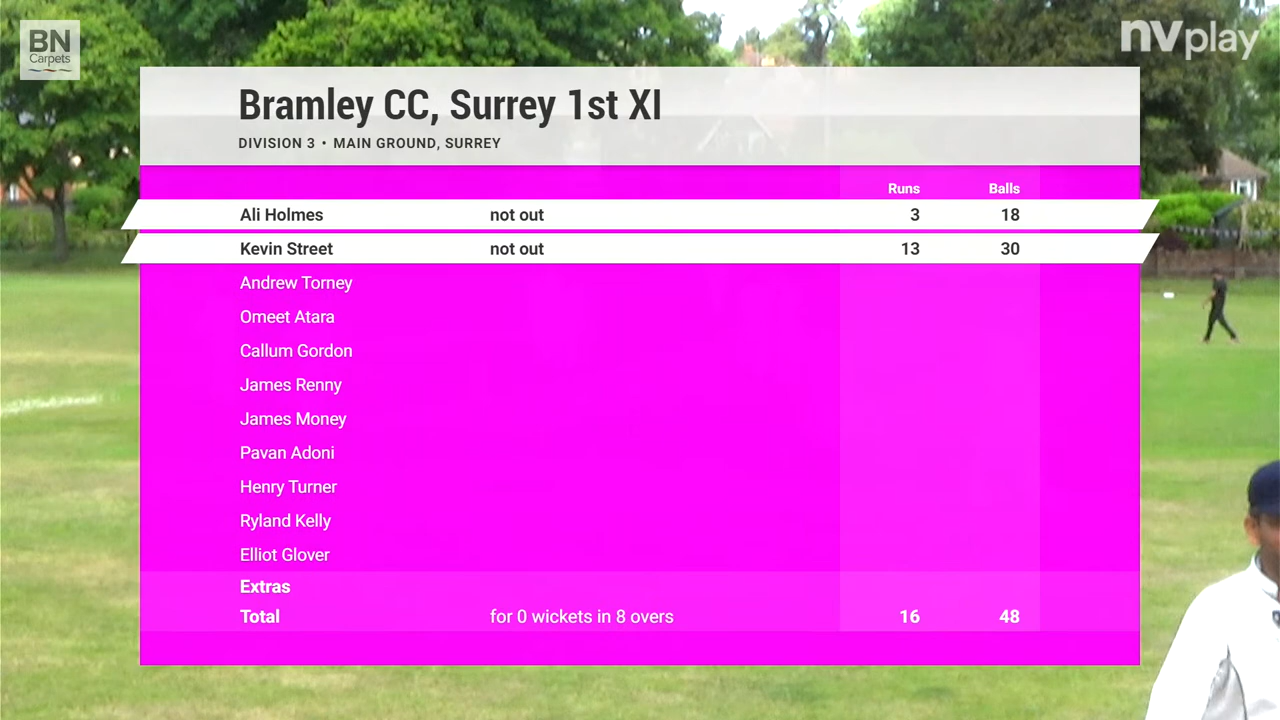 BN
Carpets
nvplay
Bramley CC, Surrey 1st XI
DIVISION 3 • MAIN GROUND, SURREY
Runs Balls
Ali Holmes not out 3 18
Kevin Street not out 13 30
Andrew Torney
Omeet Atara
Callum Gordon
James Renny
James Money
Pavan Adoni
Henry Turner
Ryland Kelly
Elliot Glover
Extras
Total for 0 wickets in 8 overs 16 48